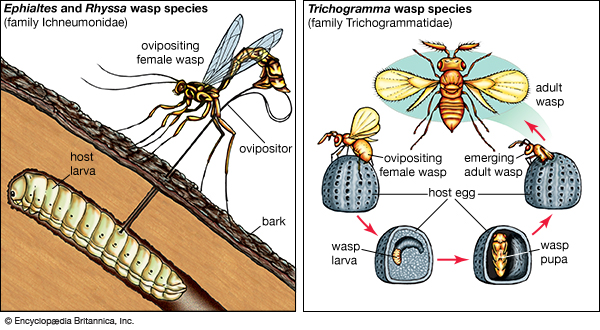 Ephialtes and Rhyssa wasp species
(family Ichneumonidae)
ovipositing
female wasp
ovipositor
host
larva
bark
Trichogramma wasp species
(family Trichogrammatidae)
adult
wasp
ovipositing
female wasp
emerging
adult wasp
host egg
wasp
larva
wasp
pupa
© Encyclopædia Britannica, Inc.